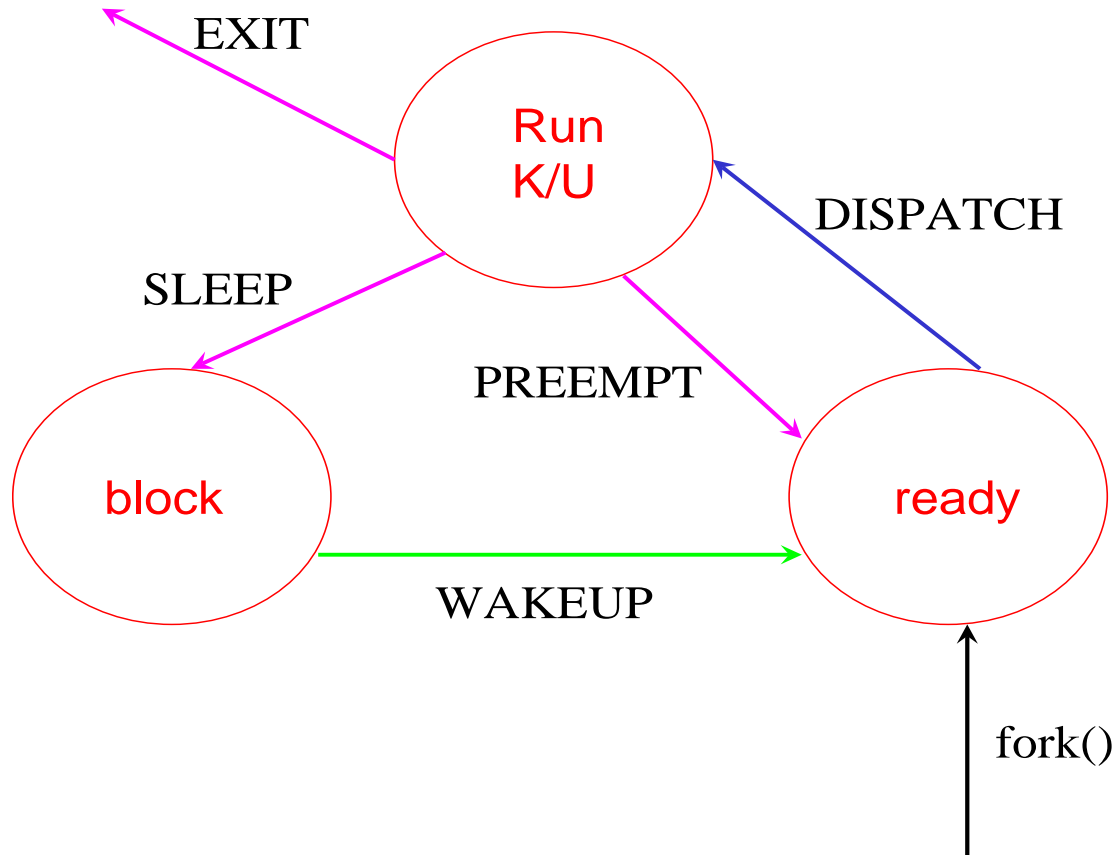 EXIT
Run
K/U
DISPATCH
SLEEP
PREEMPT
block
ready
WAKEUP
fork()